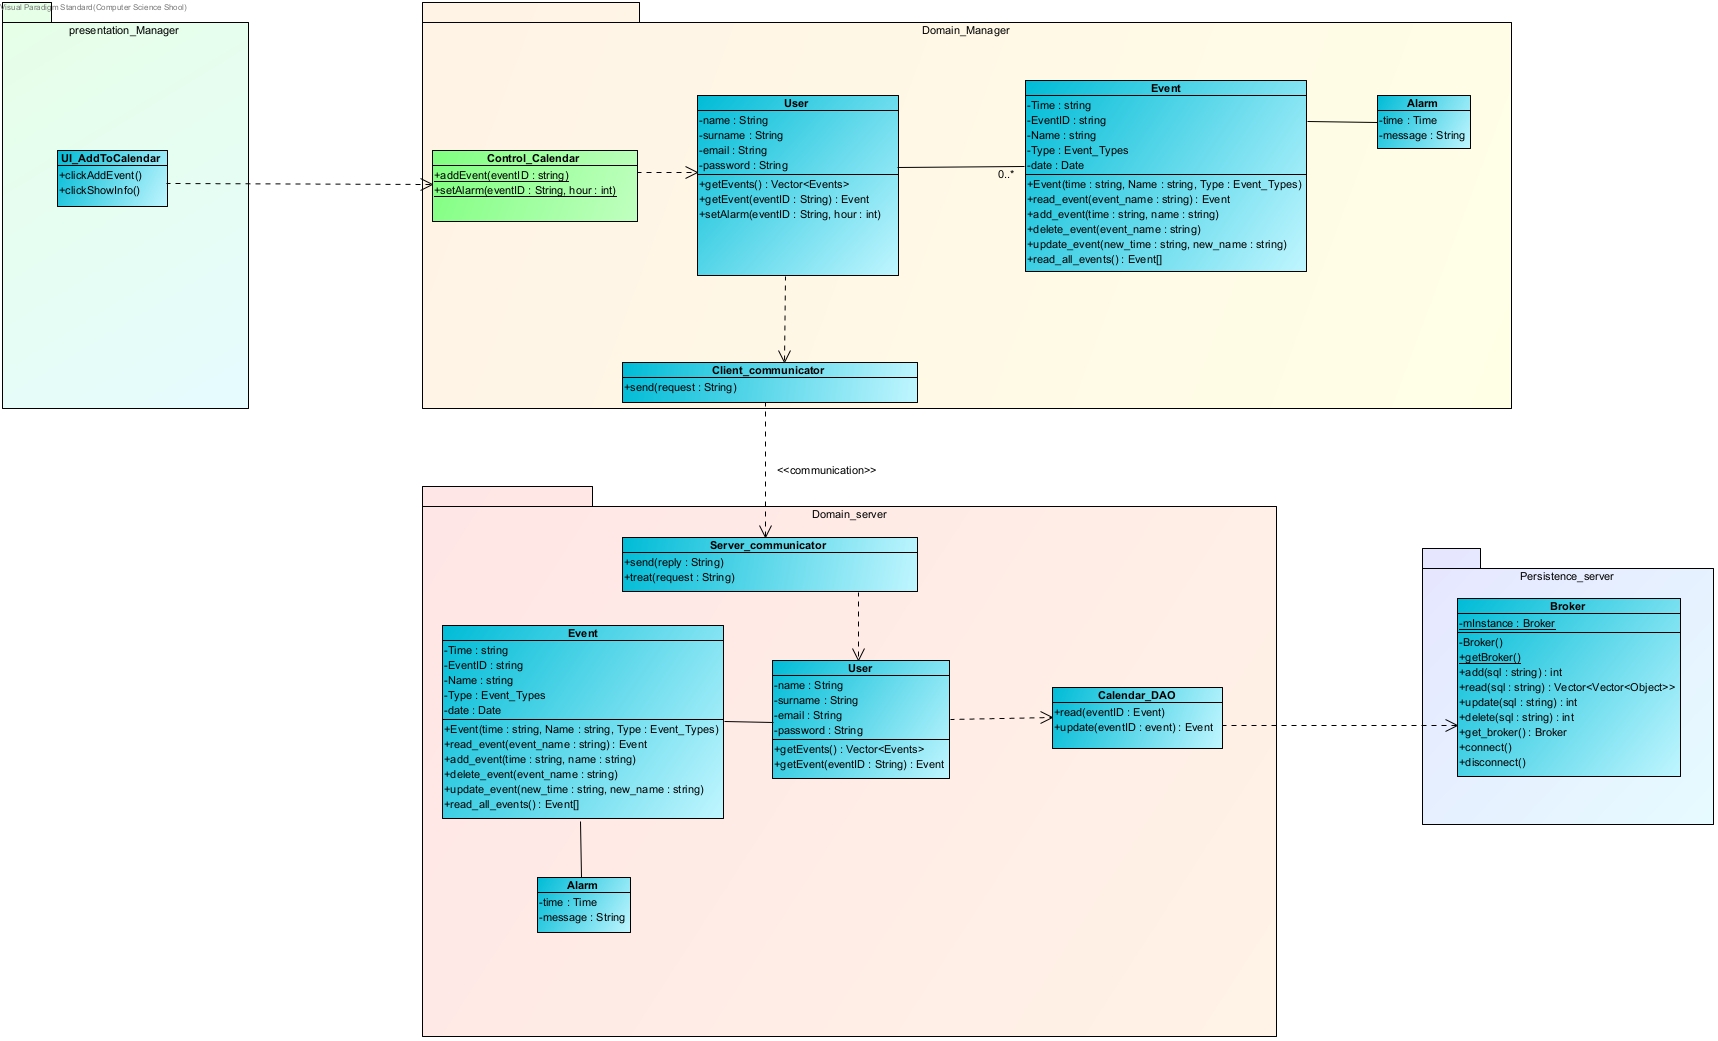 Visual Paradigm Standard(Computer Science Shool)
presentation_Manager
UI_AddToCalendar
+clickAddEvent()
+clickShowInfo()
Domain_Manager
Control_Calendar
+addEvent(eventID : string)
+setAlarm(eventID : String, hour : int)
User
-name : String
-surname : String
-email : String
-password : String
+getEvents() : Vector<Events>
+getEvent(eventID : String) : Event
+setAlarm(eventID : String, hour : int)
0..*
Event
-Time : string
-EventID : string
-Name : string
-Type : Event_Types
-date : Date
+Event(time : string, Name : string, Type : Event_Types)
+read_event(event_name : string) : Event
+add_event(time : string, name : string)
+delete_event(event_name : string)
+update_event(new_time : string, new_name : string)
+read_all_events() : Event[]
Alarm
-time : Time
-message : String
Client_communicator
+send(request : String)
<<communication>>
Domain_server
Server_communicator
+send(reply : String)
+treat(request : String)
Event
-Time : string
-EventID : string
-Name : string
-Type : Event_Types
-date : Date
+Event(time : string, Name : string, Type : Event_Types)
+read_event(event_name : string) : Event
+add_event(time : string, name : string)
+delete_event(event_name : string)
+update_event(new_time : string, new_name : string)
+read_all_events() : Event[]
User
-name : String
-surname : String
-email : String
-password : String
+getEvents() : Vector<Events>
+getEvent(eventID : String) : Event
Calendar_DAO
+read(eventID : Event)
+update(eventID : event) : Event
Alarm
-time : Time
-message : String
Persistence_server
Broker
-mInstance : Broker
-Broker()
+getBroker()
+add(sql : string) : int
+read(sql : string) : Vector<Vector<Object>>
+update(sql : string) : int
+delete(sql : string) : int
+get_broker() : Broker
+connect()
+disconnect()